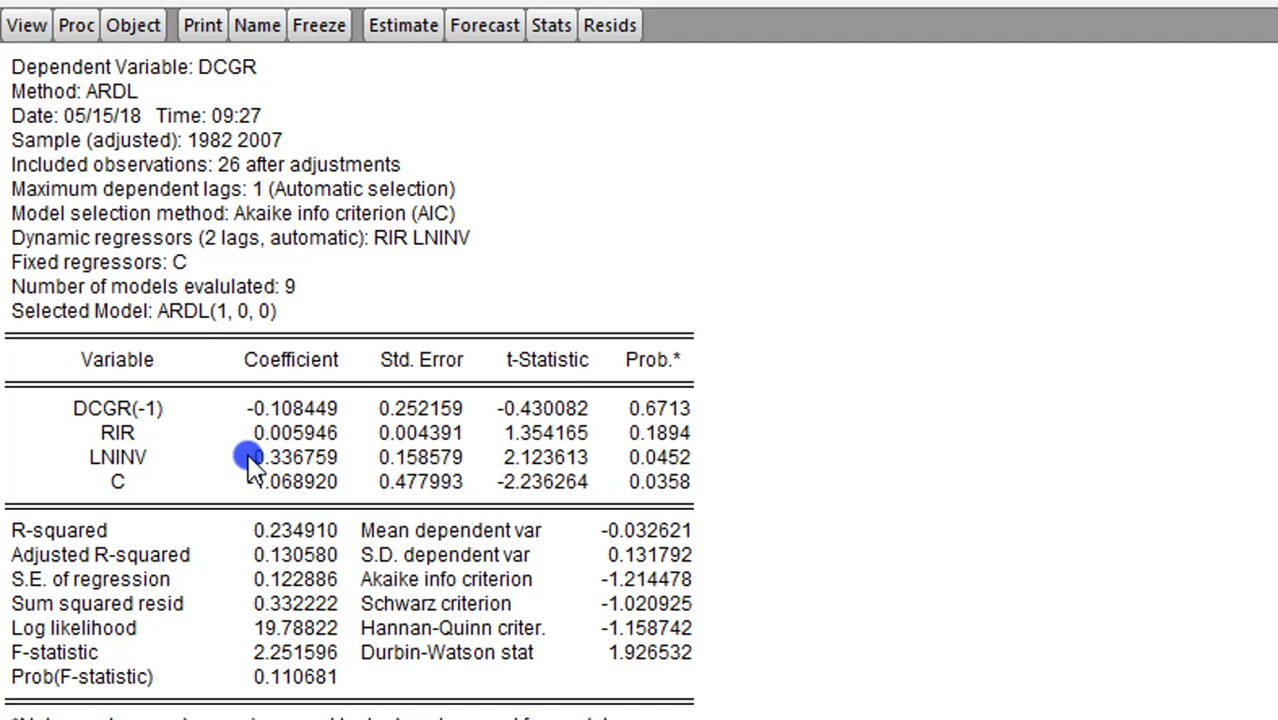 View Proc Object Print Name Freeze Estimate Forecast Stats Resids
Dependent Variable: DCGR
Method: ARDL
Date: 05/15/18 Time: 09:27
Sample (adjusted): 1982 2007
Included observations: 26 after adjustments
Maximum dependent lags: 1 (Automatic selection)
Model selection method: Akaike info criterion (AIC)
Dynamic regressors (2 lags, automatic): RIR LNINV
Fixed regressors: C
Number of models evalulated: 9
Selected Model: ARDL(1, 0, 0)
Variable Coefficient Std. Error t-Statistic Prob.*
DCGR(-1) -0.108449 0.252159 -0.430082 0.6713
RIR 0.005946 0.004391 1.354165 0.1894
LNINV 0.336759 0.158579 2.123613 0.0452
C .068920 0.477993 -2.236264 0.0358
R-squared 0.234910 Mean dependent var -0.032621
Adjusted R-squared 0.130580 S.D. dependent var 0.131792
S.E. of regression 0.122886 Akaike info criterion -1.214478
Sum squared resid 0.332222 Schwarz criterion -1.020925
Log likelihood 19.78822 Hannan-Quinn criter. -1.158742
F-statistic 2.251596 Durbin-Watson stat 1.926532
Prob(F-statistic) 0.110681